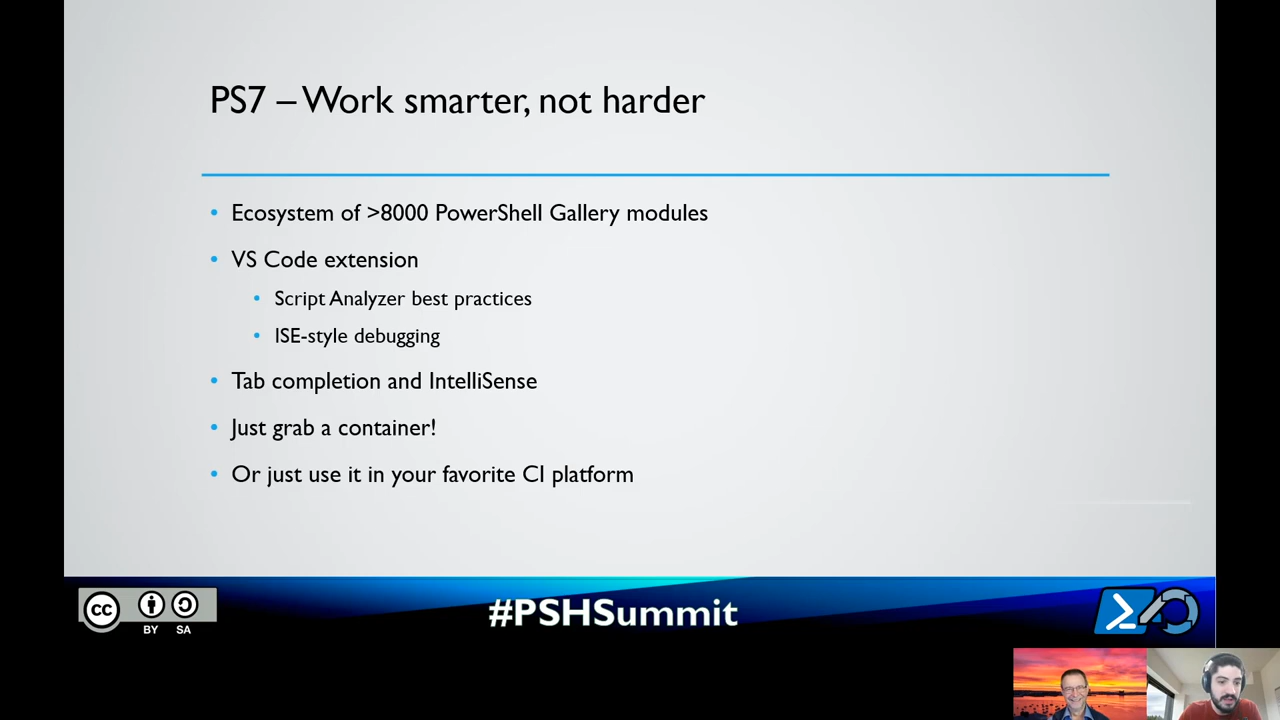 PS7 – Work smarter, not harder
Ecosystem of >8000 PowerShell Gallery modules
VS Code extension
Script Analyzer best practices
ISE-style debugging
Tab completion and IntelliSense
Just grab a container!
Or just use it in your favorite CI platform
cc
BY SA
#PSHSummit